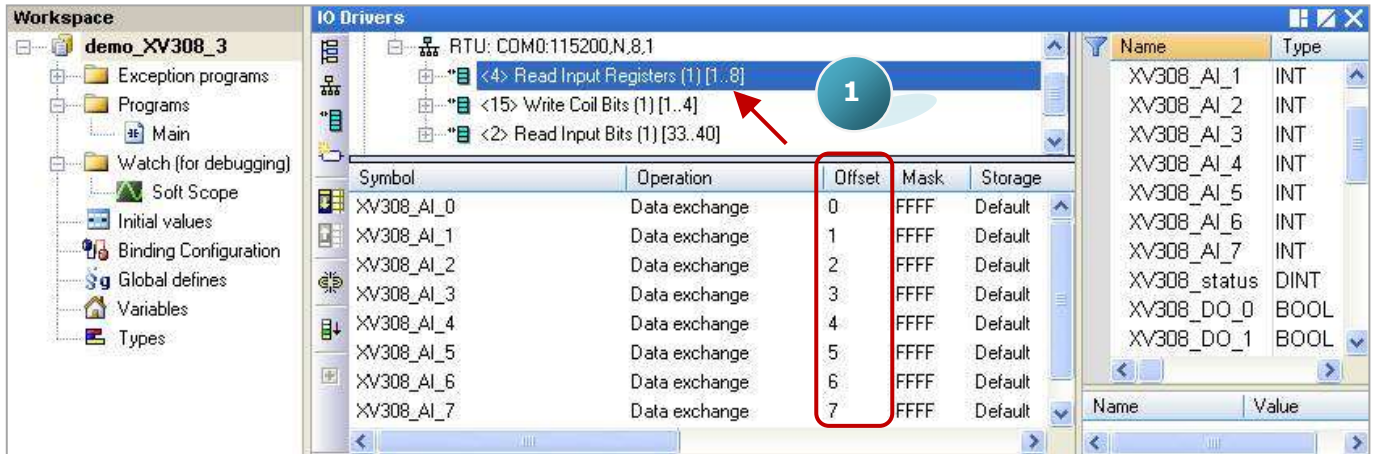 Workspace
demo_XV308_3
Exception programs
Programs
Main
Watch (for debugging)
Soft Scope
Initial values
Binding Configuration
Global defines
Variables
Types
IO Drivers
RTU: COM0:115200,N,8,1
<4> Read Input Registers (1) [1..8]
<15> Write Coil Bits (1) [1..4]
<2> Read Input Bits (1) [33..40]
1
Symbol Operation Offset Mask Storage
XV308_AI_0 Data exchange 0 FFFF Default
XV308_AI_1 Data exchange 1 FFFF Default
XV308_AI_2 Data exchange 2 FFFF Default
XV308_AI_3 Data exchange 3 FFFF Default
XV308_AI_4 Data exchange 4 FFFF Default
XV308_AI_5 Data exchange 5 FFFF Default
XV308_AI_6 Data exchange 6 FFFF Default
XV308_AI_7 Data exchange 7 FFFF Default
Name Type
XV308_AI_1 INT
XV308_AI_2 INT
XV308_AI_3 INT
XV308_AI_4 INT
XV308_AI_5 INT
XV308_AI_6 INT
XV308_AI_7 INT
XV308_status DINT
XV308_DO_0 BOOL
XV308_DO_1 BOOL
Name Value